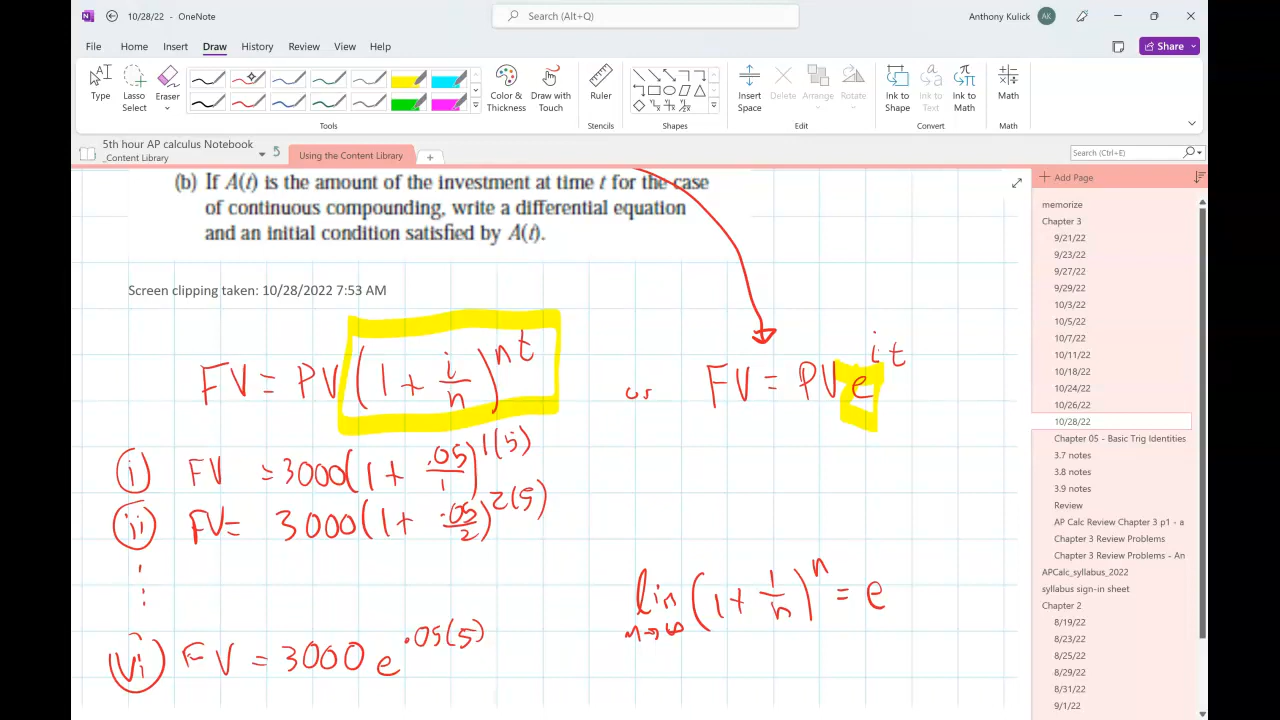 10/28/22 - OneNote
Search (Alt+Q)
Anthony Kulick AK
File Home Insert Draw History Review View Help
Share
Type
Lasso Select
Eraser
Color & Thickness
Draw with Touch
Ruler
Insert Space
Delete
Arrange
Rotate
Ink to Shape
Ink to Text
Ink to Math
Math
Tools
Stencils
Shapes
Edit
Convert
Math
5th hour AP calculus Notebook
_Content Library
Using the Content Library
Search (Ctrl+E)
(b) If A(t) is the amount of the investment at time t for the case
of continuous compounding, write a differential equation
and an initial condition satisfied by A(t).
Screen clipping taken: 10/28/2022 7:53 AM
FV = PV (1 + i/n)^nt or FV = PV e^it
(i) FV = 3000(1 + .05/1)^1(5)
(ii) FV = 3000(1 + .05/2)^2(5)
lim n→∞ (1 + 1/n)^n = e
(vi) FV = 3000 e^.05(5)
Add Page
memorize
Chapter 3
9/21/22
9/23/22
9/27/22
9/29/22
10/3/22
10/5/22
10/7/22
10/11/22
10/18/22
10/24/22
10/26/22
10/28/22
Chapter 05 - Basic Trig Identities
3.7 notes
3.8 notes
3.9 notes
Review
AP Calc Review Chapter 3 p1 - a
Chapter 3 Review Problems
Chapter 3 Review Problems - An
APCalc_syllabus_2022
syllabus sign-in sheet
Chapter 2
8/19/22
8/23/22
8/25/22
8/29/22
8/31/22
9/1/22